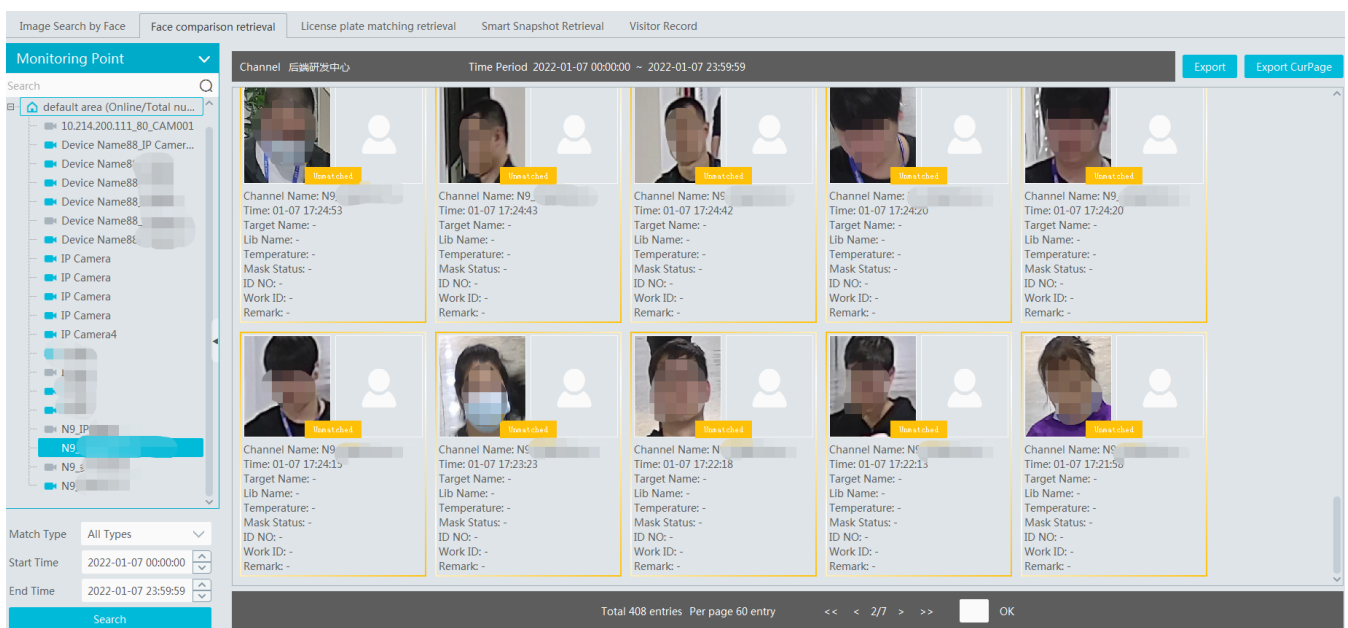 Image Search by Face
Face comparison retrieval
License plate matching retrieval
Smart Snapshot Retrieval
Visitor Record
Monitoring Point
Search
default area (Online/Total nu...
10.214.200.111_80_CAM001
Device Name88_IP Camer...
Device Name8
Device Name88
Device Name88_
Device Name88_
Device Name88
IP Camera
IP Camera
IP Camera
IP Camera
IP Camera4
N9_IP
N9_
N9_
N9_
Match Type All Types
Start Time 2022-01-07 00:00:00
End Time 2022-01-07 23:59:59
Search
Channel 后端研发中心 Time Period 2022-01-07 00:00:00 ~ 2022-01-07 23:59:59
Export
Export CurPage
Unmatched
Channel Name: N9_
Time: 01-07 17:24:53
Target Name: -
Lib Name: -
Temperature: -
Mask Status: -
ID NO: -
Work ID: -
Remark: -
Unmatched
Channel Name: N9_
Time: 01-07 17:24:43
Target Name: -
Lib Name: -
Temperature: -
Mask Status: -
ID NO: -
Work ID: -
Remark: -
Unmatched
Channel Name: N9
Time: 01-07 17:24:42
Target Name: -
Lib Name: -
Temperature: -
Mask Status: -
ID NO: -
Work ID: -
Remark: -
Unmatched
Channel Name:
Time: 01-07 17:24:20
Target Name: -
Lib Name: -
Temperature: -
Mask Status: -
ID NO: -
Work ID: -
Remark: -
Unmatched
Channel Name: N9_
Time: 01-07 17:24:20
Target Name: -
Lib Name: -
Temperature: -
Mask Status: -
ID NO: -
Work ID: -
Remark: -
Unmatched
Channel Name: N9
Time: 01-07 17:24:15
Target Name: -
Lib Name: -
Temperature: -
Mask Status: -
ID NO: -
Work ID: -
Remark: -
Unmatched
Channel Name: N9
Time: 01-07 17:23:23
Target Name: -
Lib Name: -
Temperature: -
Mask Status: -
ID NO: -
Work ID: -
Remark: -
Unmatched
Channel Name: N
Time: 01-07 17:22:18
Target Name: -
Lib Name: -
Temperature: -
Mask Status: -
ID NO: -
Work ID: -
Remark: -
Unmatched
Channel Name: N9
Time: 01-07 17:22:13
Target Name: -
Lib Name: -
Temperature: -
Mask Status: -
ID NO: -
Work ID: -
Remark: -
Unmatched
Channel Name: N9
Time: 01-07 17:21:58
Target Name: -
Lib Name: -
Temperature: -
Mask Status: -
ID NO: -
Work ID: -
Remark: -
Total 408 entries Per page 60 entry << < 2/7 > >> OK